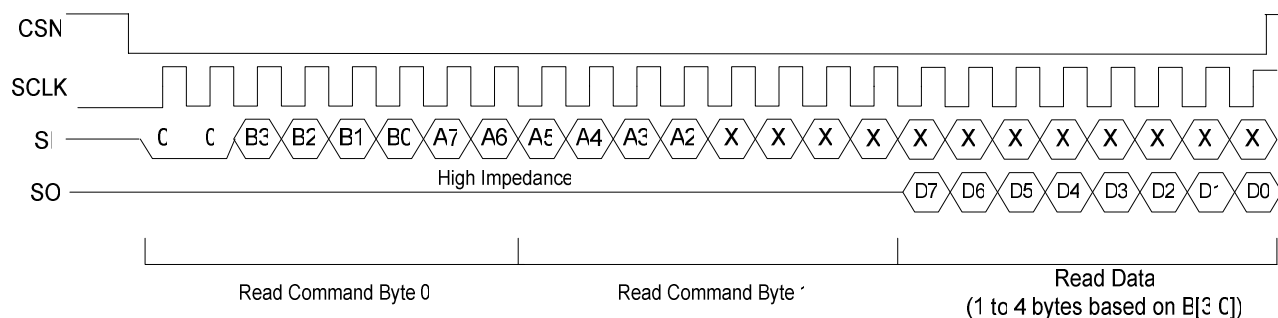 CSN
SCLK
SI 0 0 B3 B2 B1 B0 A7 A6 A5 A4 A3 A2 X X X X X X X X X X X X
High Impedance
SO D7 D6 D5 D4 D3 D2 D1 D0
Read Command Byte 0 Read Command Byte 1 Read Data
(1 to 4 bytes based on B[3 0])